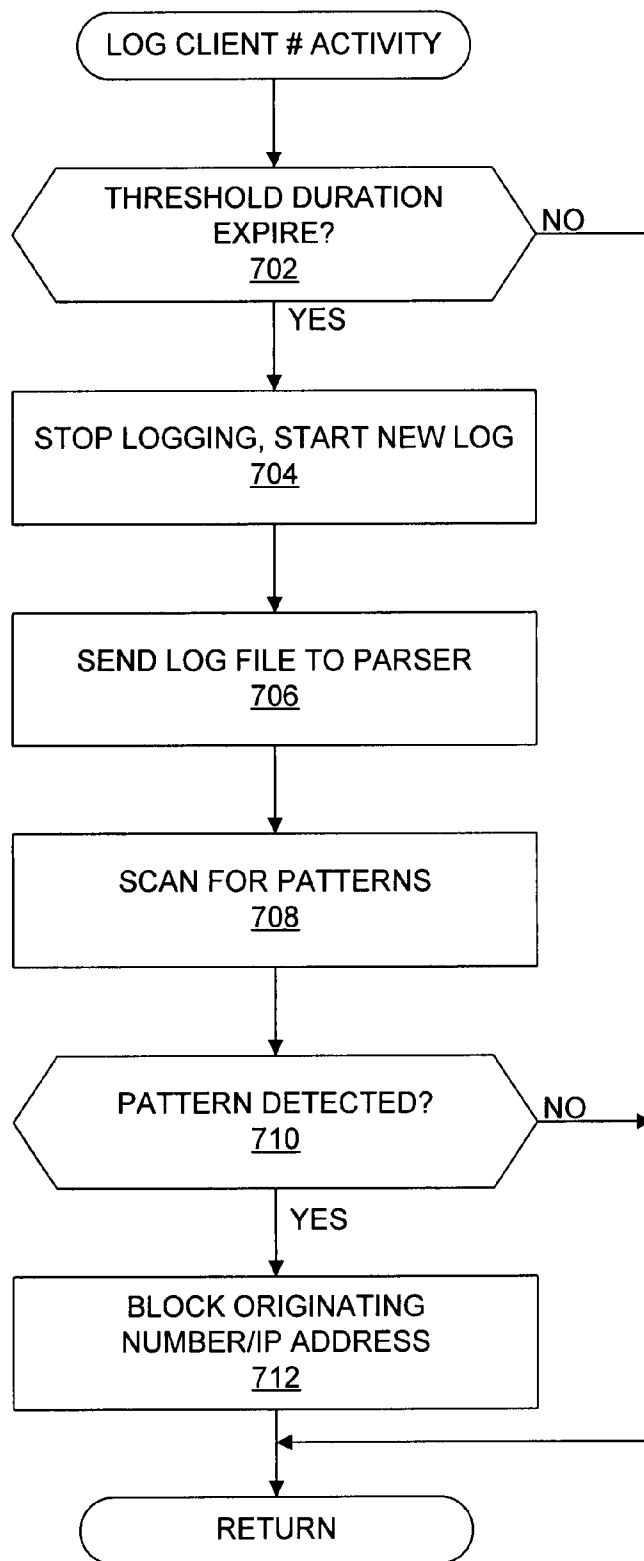 LOG CLIENT # ACTIVITY
THRESHOLD DURATION
EXPIRE?
702
NO
YES
STOP LOGGING, START NEW LOG
704
SEND LOG FILE TO PARSER
706
SCAN FOR PATTERNS
708
PATTERN DETECTED?
710
NO
YES
BLOCK ORIGINATING
NUMBER/IP ADDRESS
712
RETURN